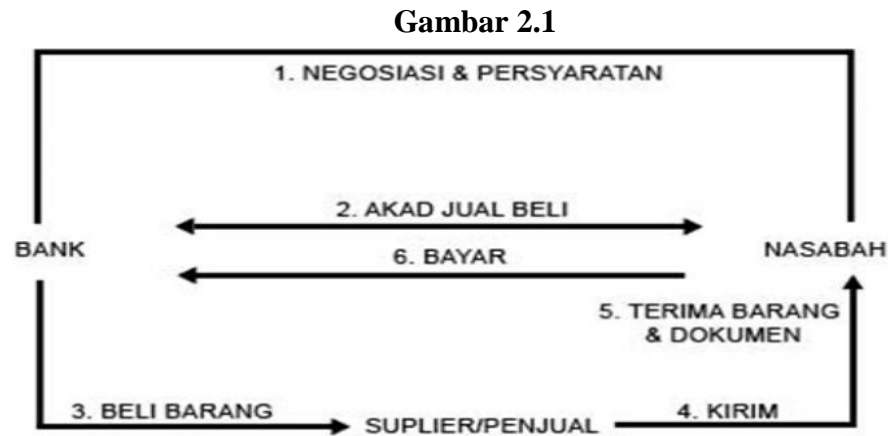 Gambar 2.1
1. NEGOSIASI & PERSYARATAN
2. AKAD JUAL BELI
BANK
6. BAYAR
NASABAH
5. TERIMA BARANG
& DOKUMEN
3. BELI BARANG
SUPLIER/PENJUAL
4. KIRIM